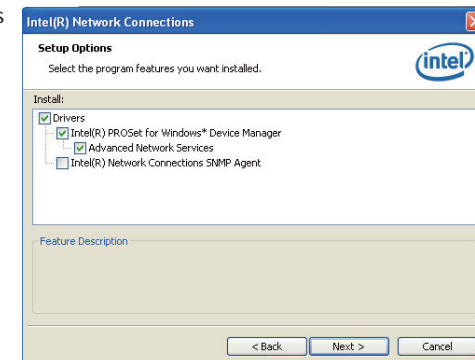 s
Intel(R) Network Connections
Setup Options
Select the program features you want installed.
intel
Install:
Drivers
Intel(R) PROSet for Windows* Device Manager
Advanced Network Services
Intel(R) Network Connections SNMP Agent
Feature Description
< Back Next > Cancel